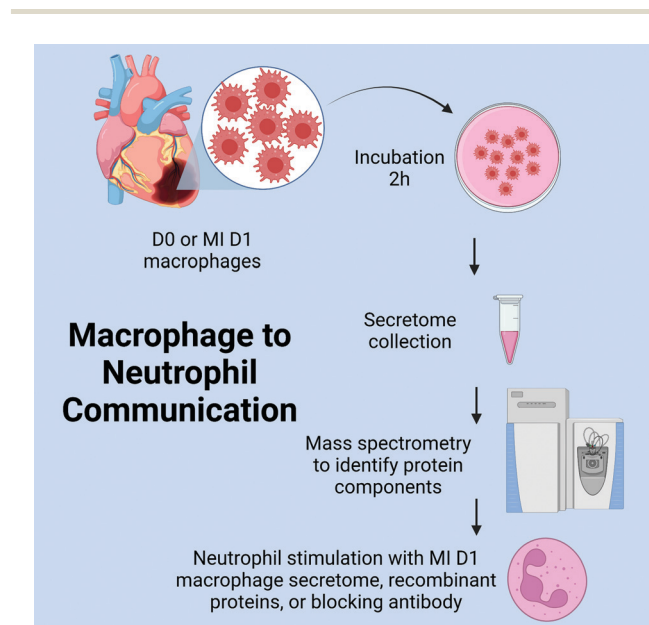 Incubation
2h
D0 or MI D1
macrophages
Secretome
collection
Macrophage to
Neutrophil
Communication
Mass spectrometry
to identify protein
components
Neutrophil stimulation with MI D1
macrophage secretome, recombinant
proteins, or blocking antibody